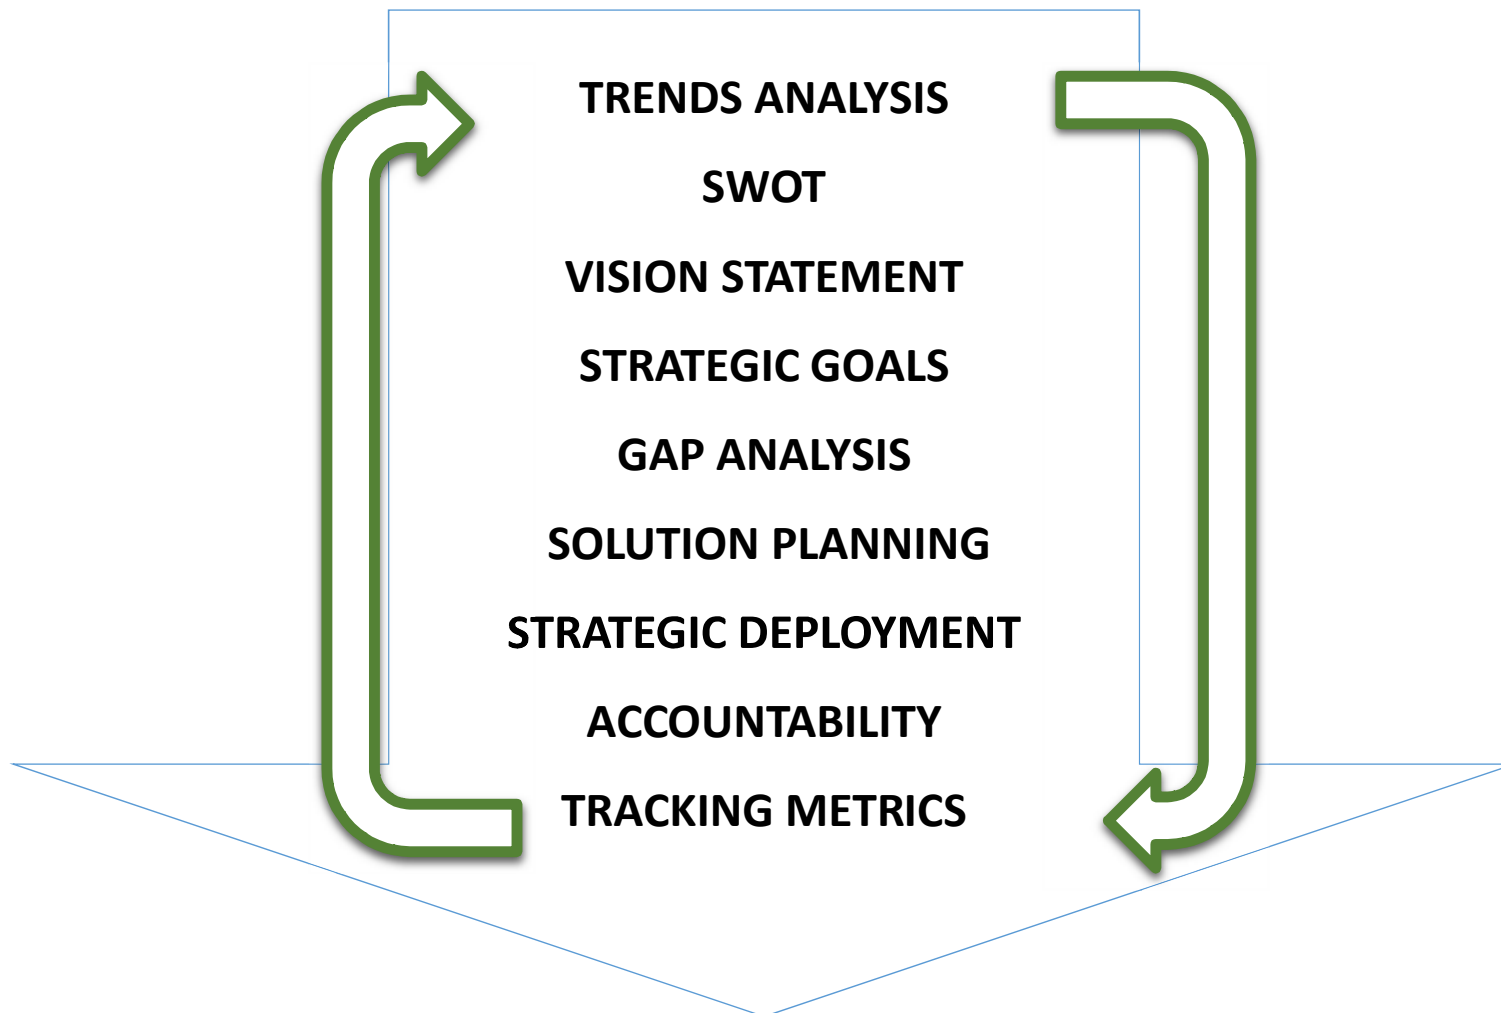 TRENDS ANALYSIS
SWOT
VISION STATEMENT
STRATEGIC GOALS
GAP ANALYSIS
SOLUTION PLANNING
STRATEGIC DEPLOYMENT
ACCOUNTABILITY
TRACKING METRICS